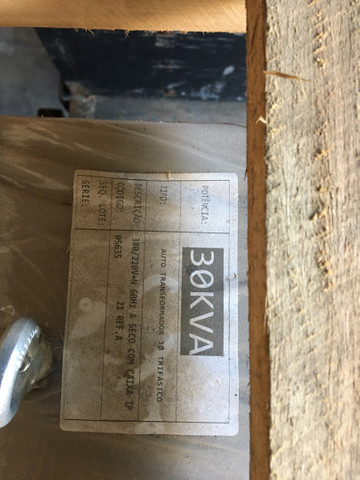 POTÊNCIA: 30KVA
TIPO: AUTO TRANSFORMADOR 3Ø TRIFÁSICO
DESCRIÇÃO: 380/220V+N 60Hz A SECO COM CAIXA IP
21 REF.A
CÓDIGO: 05635
SEQ. LOTE:
SÉRIE: